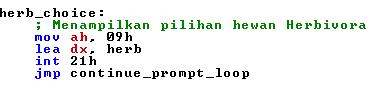 herb_choice:
; Menampilkan pilihan hewan Herbivora
mov ah, 09h
lea dx, herb
int 21h
jmp continue_prompt_loop